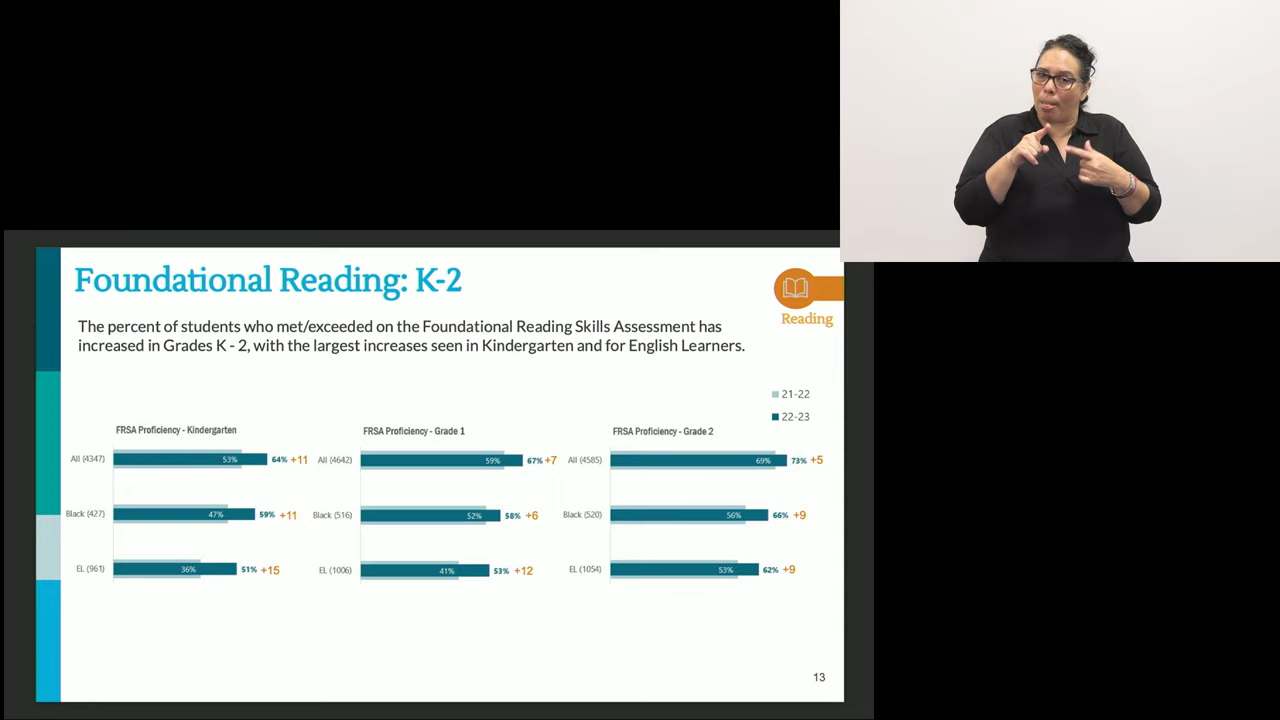 Foundational Reading: K-2
Reading
The percent of students who met/exceeded on the Foundational Reading Skills Assessment has
increased in Grades K - 2, with the largest increases seen in Kindergarten and for English Learners.
21-22
22-23
FRSA Proficiency - Kindergarten
All (4347) 53% 64% +11
Black (427) 47% 59% +11
EL (961) 36% 51% +15
FRSA Proficiency - Grade 1
All (4642) 59% 67% +7
Black (516) 52% 58% +6
EL (1006) 41% 53% +12
FRSA Proficiency - Grade 2
All (4585) 69% 73% +5
Black (520) 56% 66% +9
EL (1054) 53% 62% +9
13